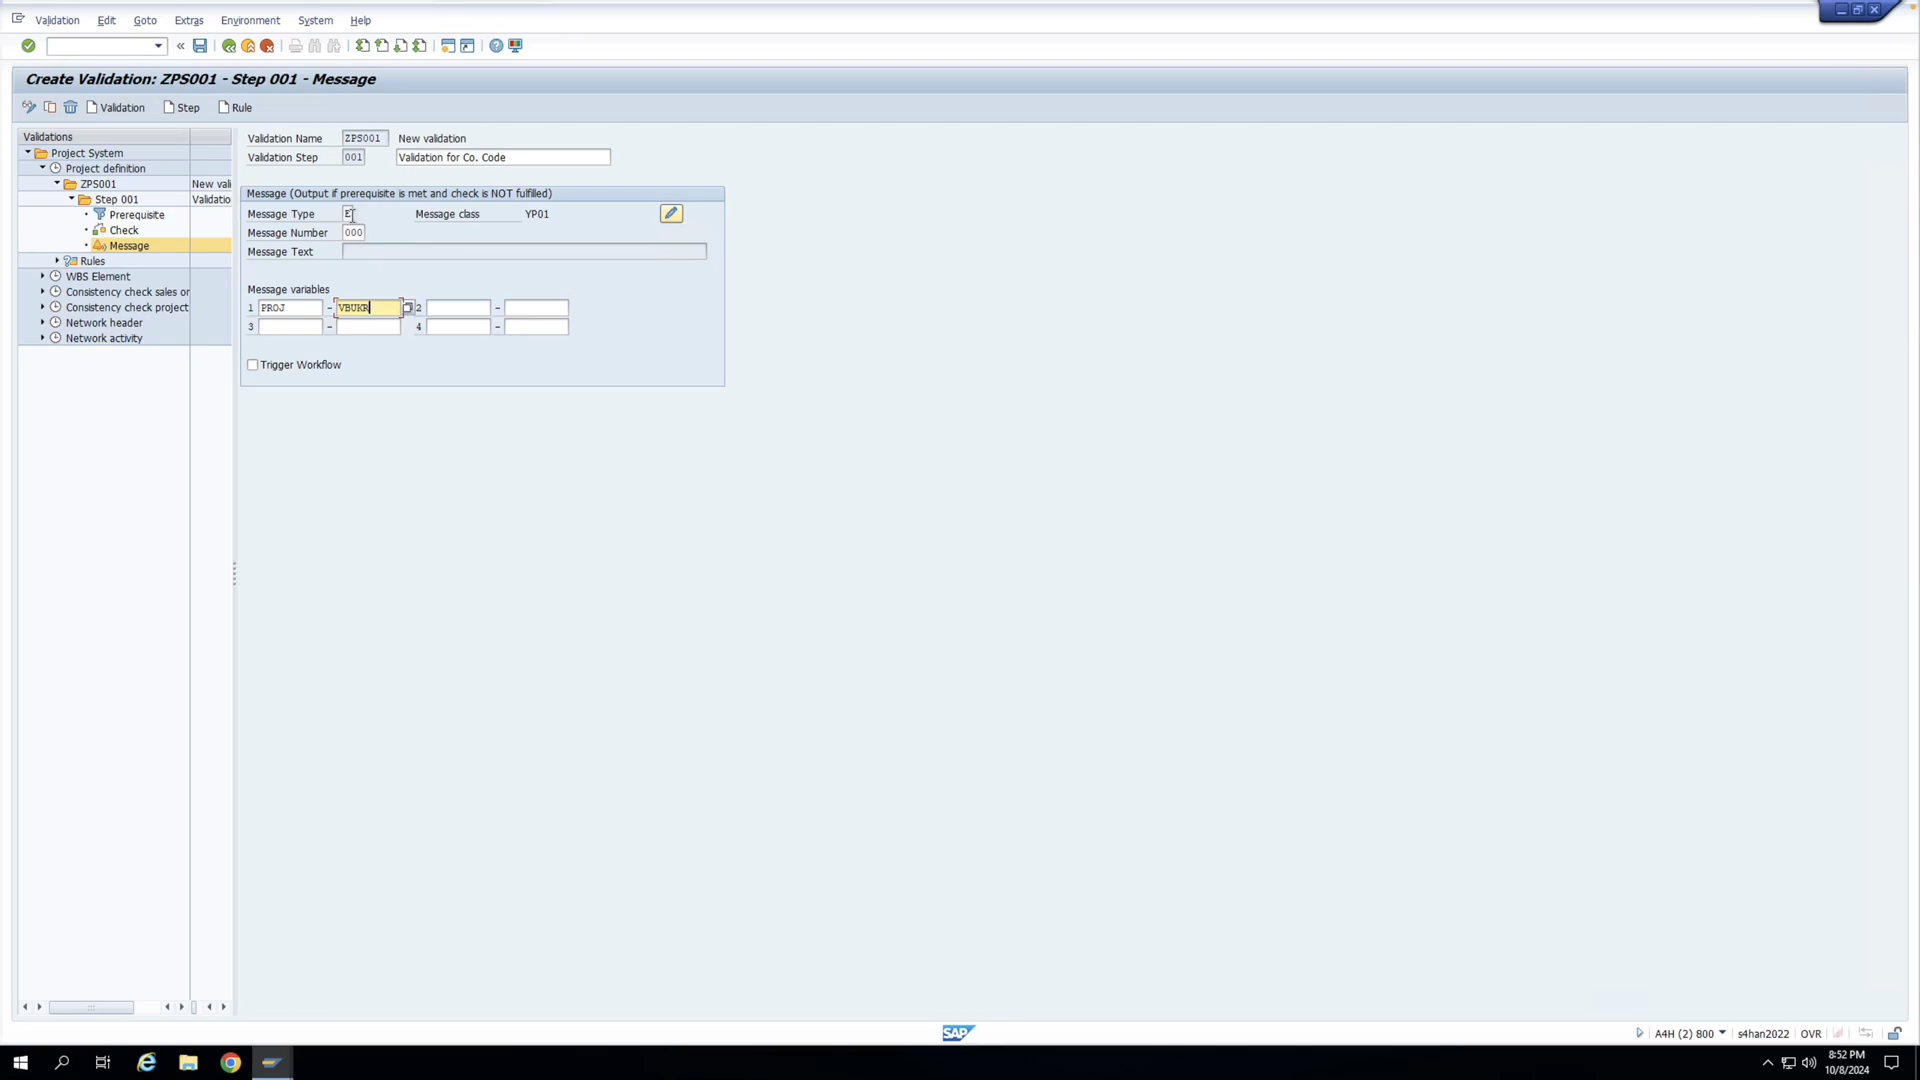 Validation Edit Goto Extras Environment System Help
Create Validation: ZPS001 - Step 001 - Message
Validation Step Rule
Validations
Project System
Project definition
ZPS001 New vali
Step 001 Validatio
Prerequisite
Check
Message
Rules
WBS Element
Consistency check sales or
Consistency check project
Network header
Network activity
Validation Name ZPS001 New validation
Validation Step 001 Validation for Co. Code
Message (Output if prerequisite is met and check is NOT fulfilled)
Message Type E Message class YP01
Message Number 000
Message Text
Message variables
1 PROJ - VBUKR 2 -
3 - 4 -
Trigger Workflow
SAP
A4H (2) 800 s4han2022 OVR
8:52 PM
10/8/2024